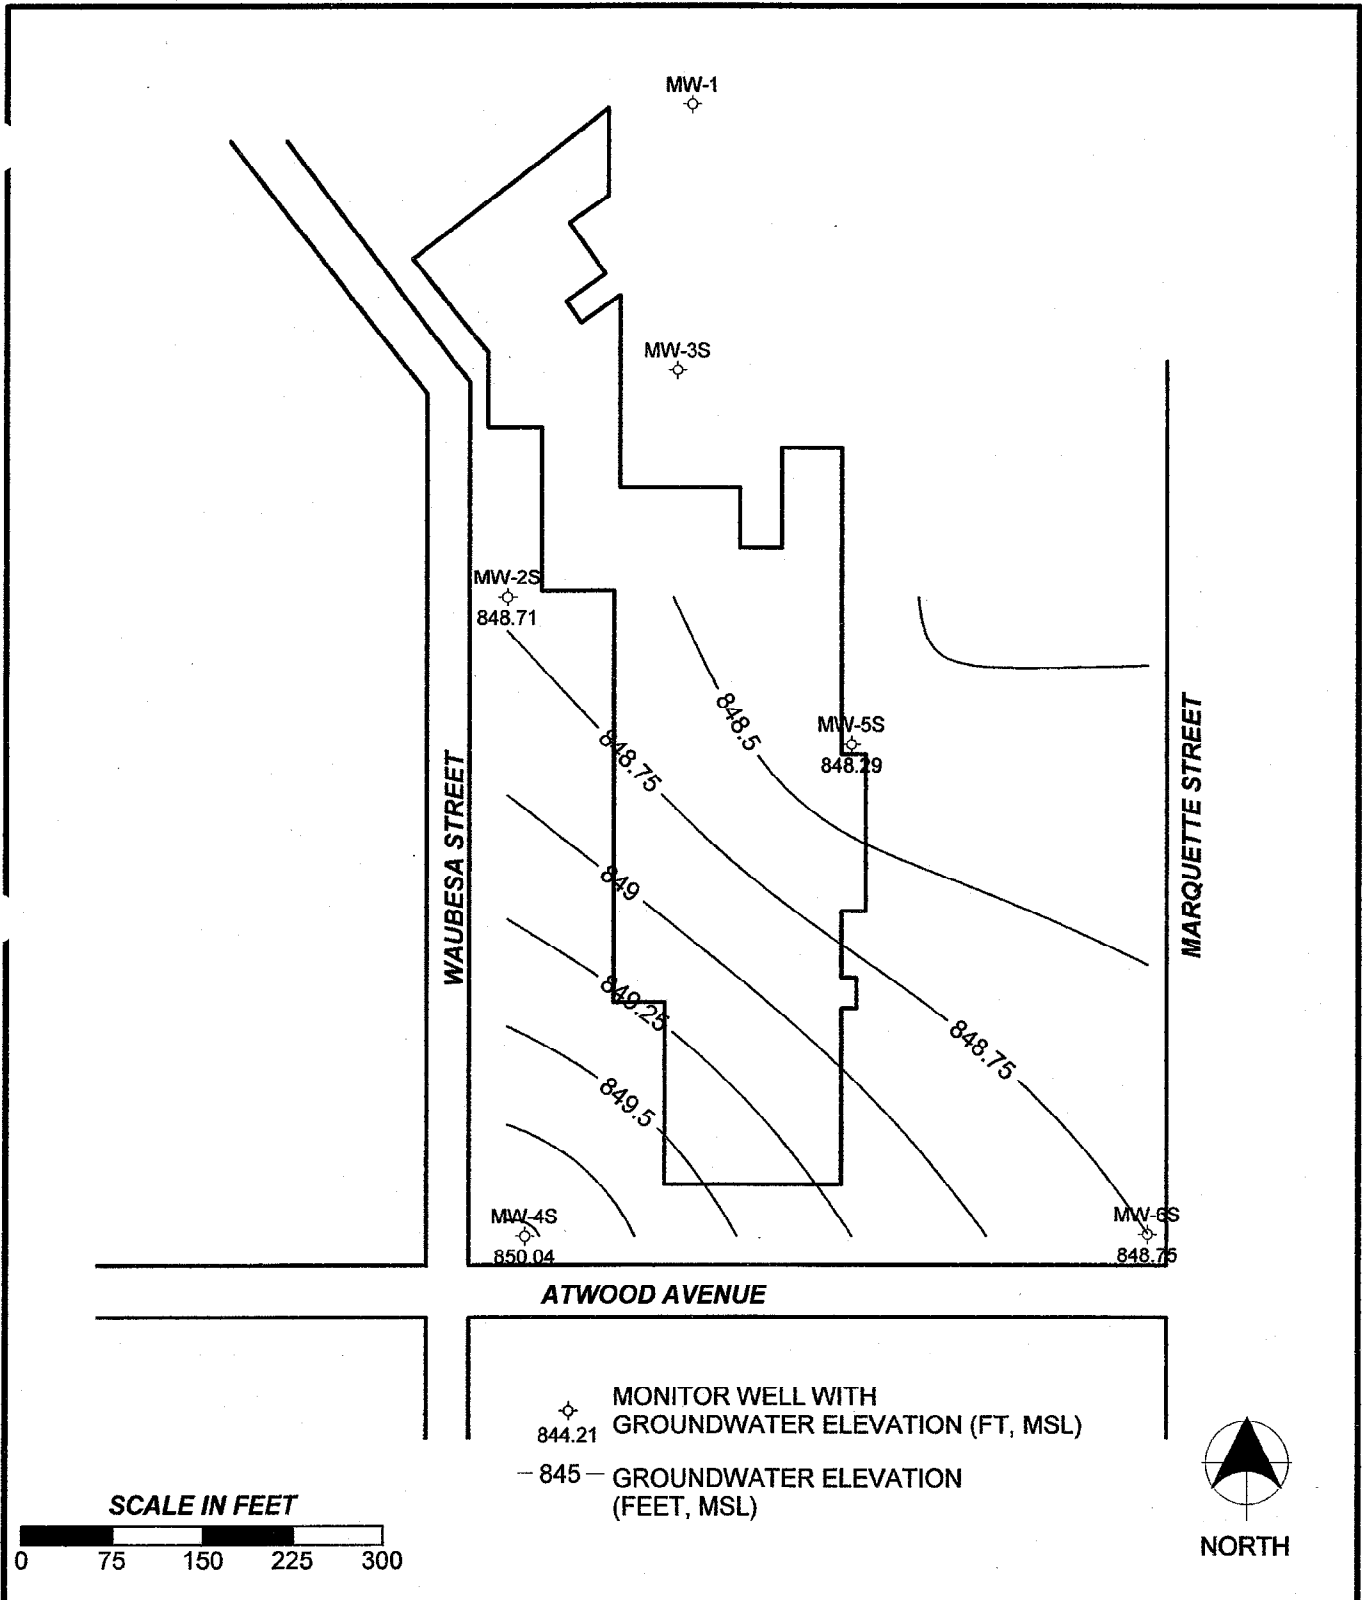 MW-1
MW-3S
MW-2S
848.71
848.5
MW-5S
848.29
848.75
WAUBESA STREET
MARQUETTE STREET
849
849.25
848.75
849.5
MW-4S
850.04
MW-6S
848.75
ATWOOD AVENUE
MONITOR WELL WITH
GROUNDWATER ELEVATION (FT, MSL)
844.21
845
GROUNDWATER ELEVATION
(FEET, MSL)
SCALE IN FEET
0 75 150 225 300
NORTH